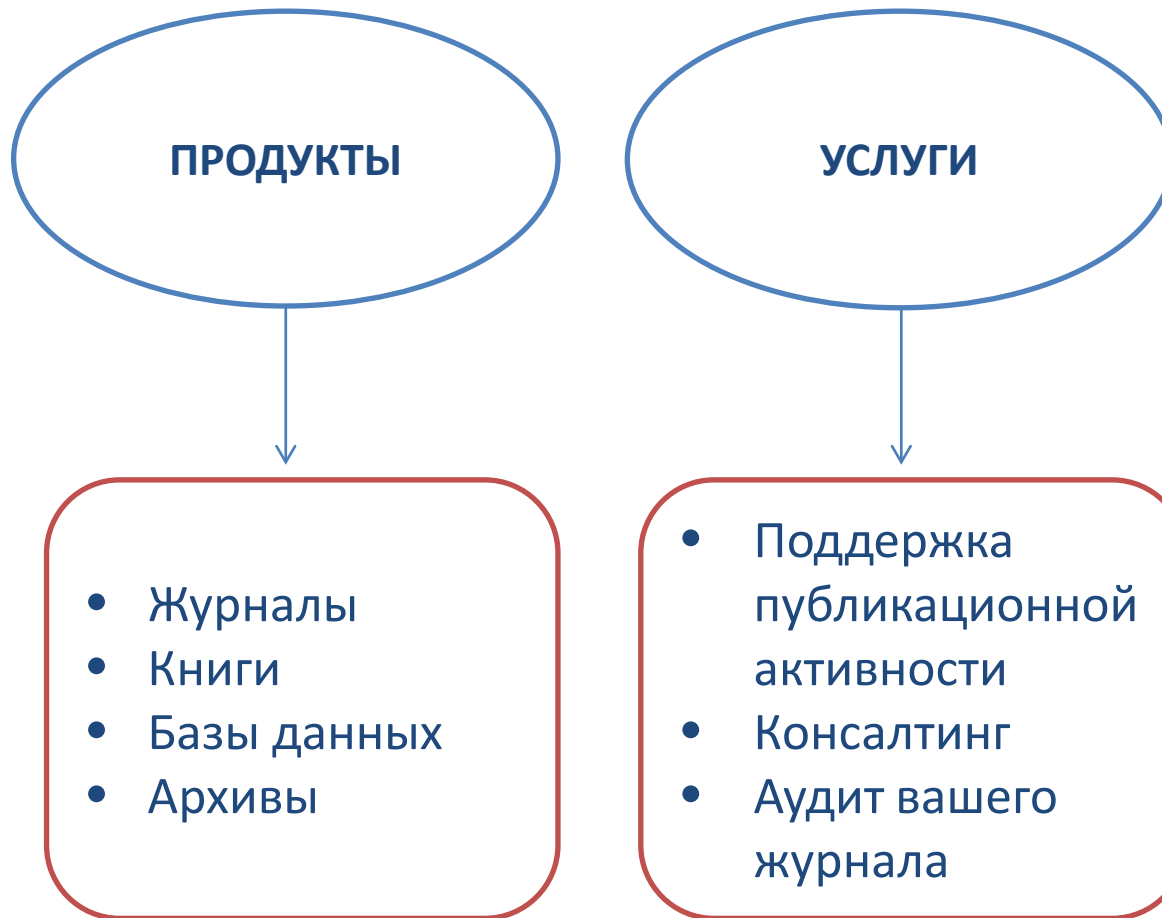 ПРОДУКТЫ
Журналы
Книги
Базы данных
Архивы
УСЛУГИ
Поддержка
публикационной
активности
Консалтинг
Аудит вашего
журнала